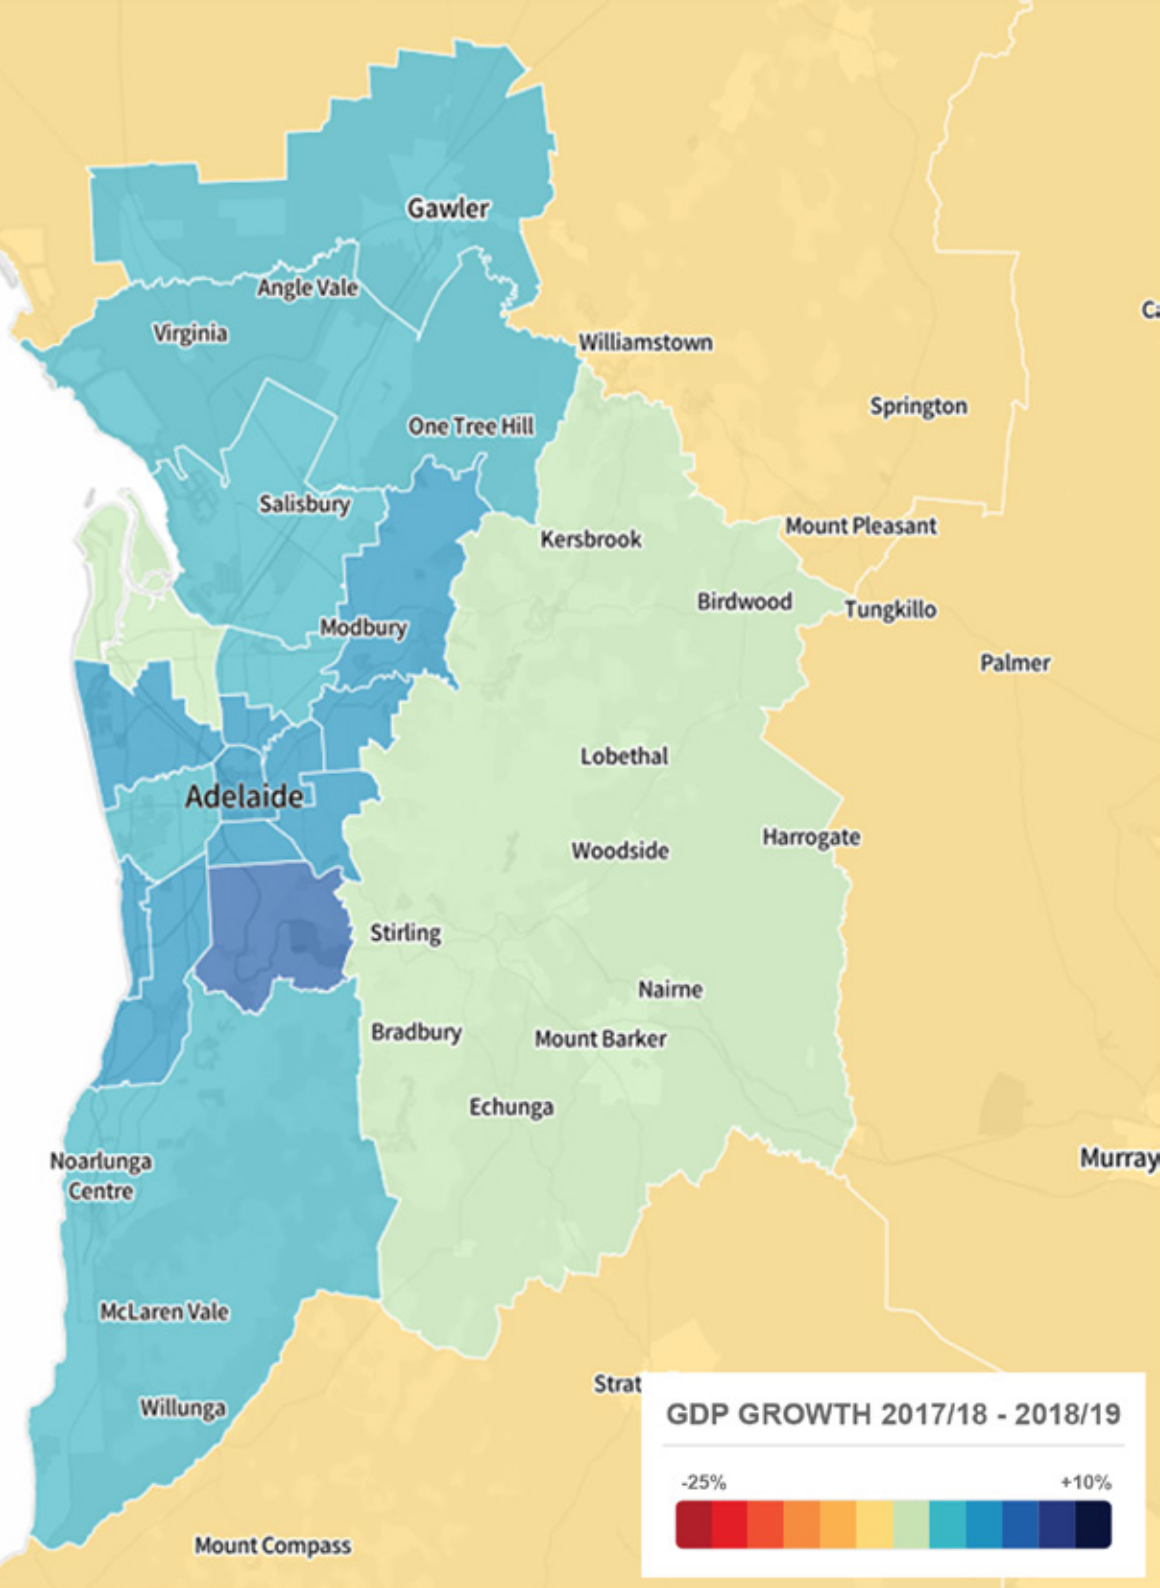 Gawler
Angle Vale
Virginia
Williamstown
Springton
One Tree Hill
Salisbury
Mount Pleasant
Kersbrook
Birdwood
Tungkillo
Modbury
Palmer
Lobethal
Adelaide
Harrogate
Woodside
Stirling
Nairne
Bradbury
Mount Barker
Echunga
Noarlunga
Centre
Murray
McLaren Vale
Strat
Willunga
GDP GROWTH 2017/18 - 2018/19
-25%
+10%
Mount Compass